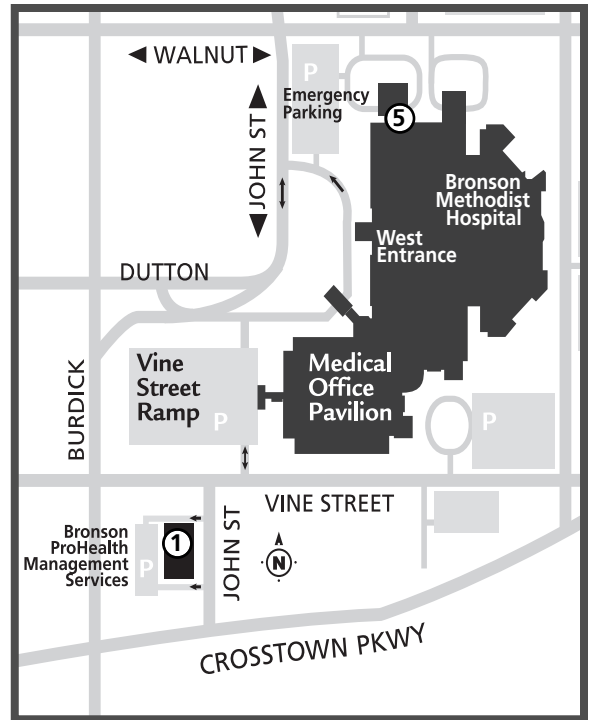 WALNUT
P
Emergency
Parking
5
JOHN ST
Bronson
Methodist
Hospital
West
Entrance
DUTTON
BURDICK
Vine
Street
Ramp
P
Medical
Office
Pavilion
P
VINE STREET
Bronson
ProHealth
Management
Services
P
1
JOHN ST
N
CROSSTOWN PKWY